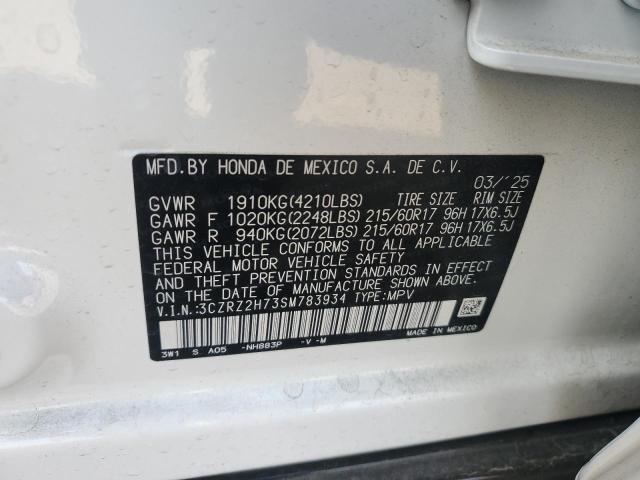 MFD.BY HONDA DE MEXICO S.A. DE C.V.
03/'25
GVWR 1910KG(4210LBS) TIRE SIZE RIM SIZE
GAWR F 1020KG(2248LBS) 215/60R17 96H 17X6.5J
GAWR R 940KG(2072LBS) 215/60R17 96H 17X6.5J
THIS VEHICLE CONFORMS TO ALL APPLICABLE
FEDERAL MOTOR VEHICLE SAFETY
AND THEFT PREVENTION STANDARDS IN EFFECT ON
THE DATE OF MANUFACTURE SHOWN ABOVE.
V.I.N.:3CZRZ2H73SM783934 TYPE:MPV
MADE IN MEXICO
3W1 S A05 -NH883P -V -M